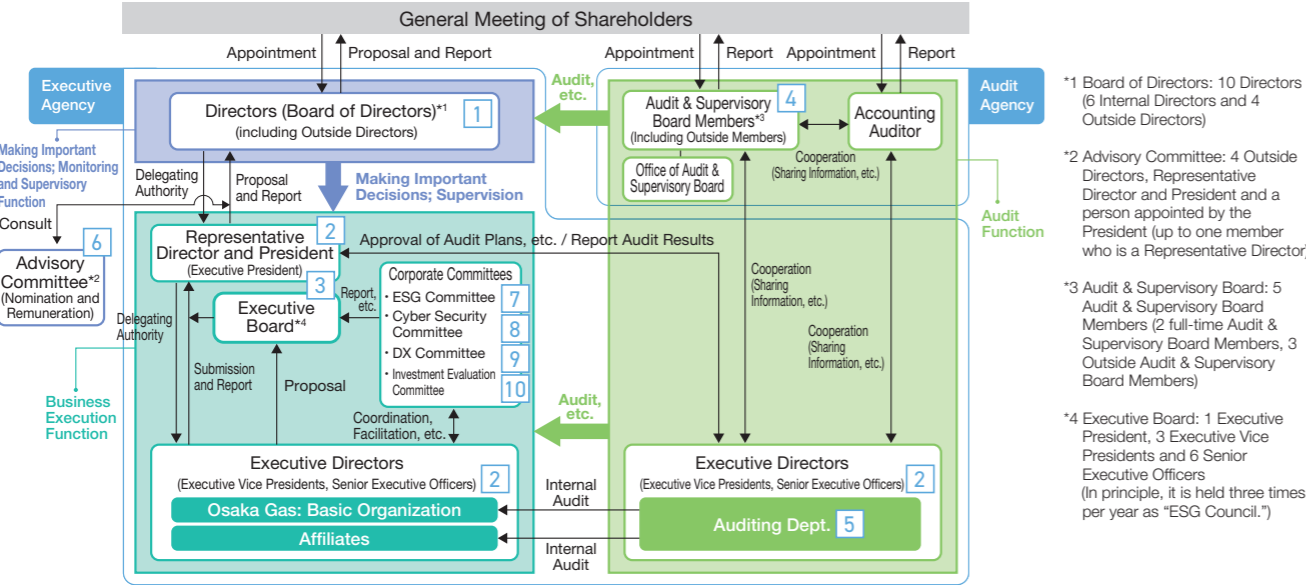 General Meeting of Shareholders
Appointment
Proposal and Report
Appointment
Report
Appointment
Report
Executive
Agency
Audit,
etc.
Audit
Agency
Directors (Board of Directors)*1
(including Outside Directors)
1
Audit & Supervisory
Board Members*3
(Including Outside Members)
4
Accounting
Auditor
Cooperation
(Sharing Information, etc.)
Office of Audit &
Supervisory Board
Making Important
Decisions; Monitoring
and Supervisory
Function
Delegating
Authority
Proposal
and Report
Making Important
Decisions; Supervision
Audit
Function
Consult
6
Advisory
Committee*2
(Nomination and
Remuneration)
Representative
Director and President
(Executive President)
2
Approval of Audit Plans, etc. / Report Audit Results
3
Executive
Board*4
Report,
etc.
Corporate Committees
・ESG Committee
7
・Cyber Security
Committee
8
・DX Committee
9
・Investment Evaluation
Committee
10
Cooperation
(Sharing
Information, etc.)
Cooperation
(Sharing
Information, etc.)
Delegating
Authority
Submission
and Report
Proposal
Business
Execution
Function
Coordination,
Facilitation, etc.
Audit,
etc.
Executive Directors
(Executive Vice Presidents, Senior Executive Officers)
2
Osaka Gas: Basic Organization
Affiliates
Internal
Audit
Internal
Audit
Executive Directors
(Executive Vice Presidents, Senior Executive Officers)
2
Auditing Dept.
5
*1 Board of Directors: 10 Directors
(6 Internal Directors and 4
Outside Directors)
*2 Advisory Committee: 4 Outside
Directors, Representative
Director and President and a
person appointed by the
President (up to one member
who is a Representative Director)
*3 Audit & Supervisory Board: 5
Audit & Supervisory Board
Members (2 full-time Audit &
Supervisory Board Members, 3
Outside Audit & Supervisory
Board Members)
*4 Executive Board: 1 Executive
President, 3 Executive Vice
Presidents and 6 Senior
Executive Officers
(In principle, it is held three times
per year as “ESG Council.”)